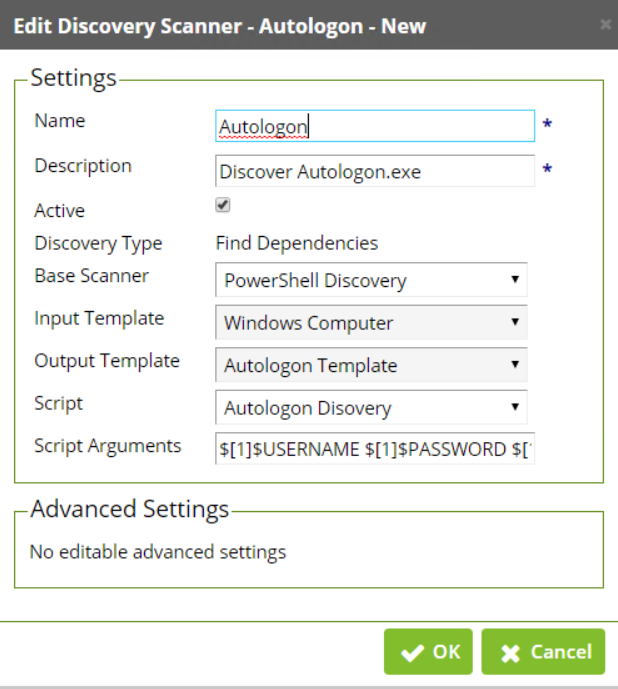 Edit Discovery Scanner - Autologon - New
Settings
Name Autologon *
Description Discover Autologon.exe *
Active
Discovery Type Find Dependencies
Base Scanner PowerShell Discovery
Input Template Windows Computer
Output Template Autologon Template
Script Autologon Disovery
Script Arguments $[1]$USERNAME $[1]$PASSWORD $[
Advanced Settings
No editable advanced settings
OK Cancel